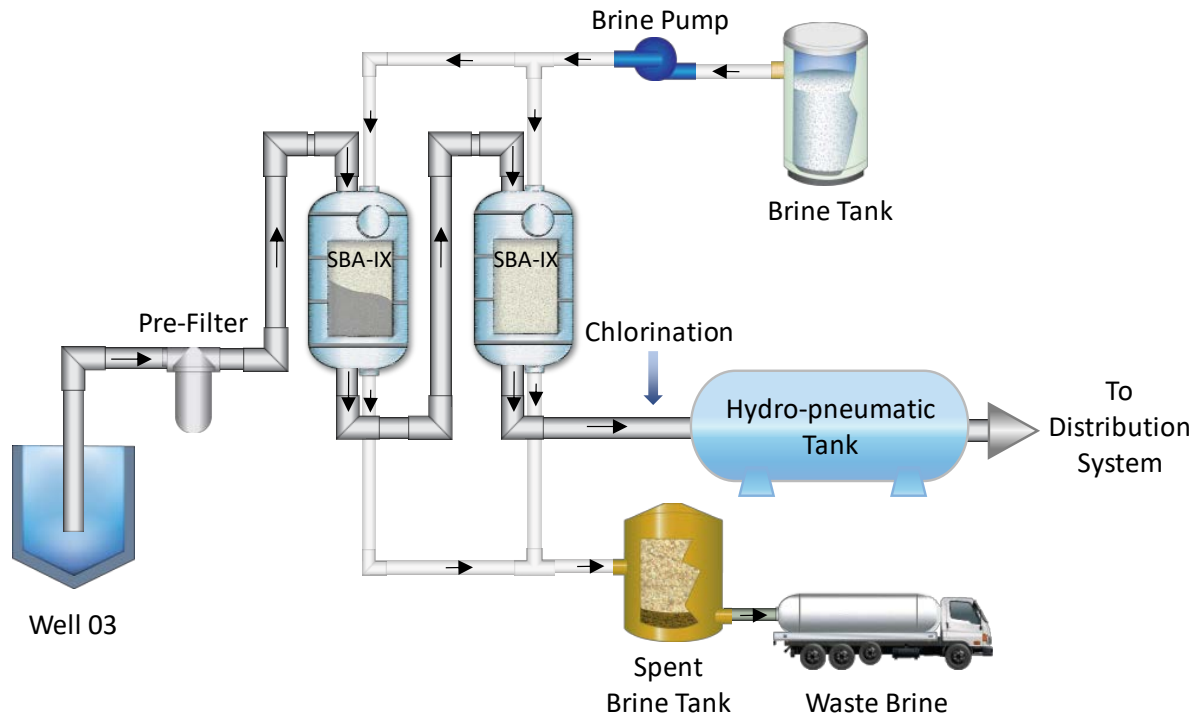 Brine Pump
Brine Tank
SBA-IX
SBA-IX
Pre-Filter
Chlorination
Hydro-pneumatic
Tank
To
Distribution
System
Well 03
Spent
Brine Tank
Waste Brine